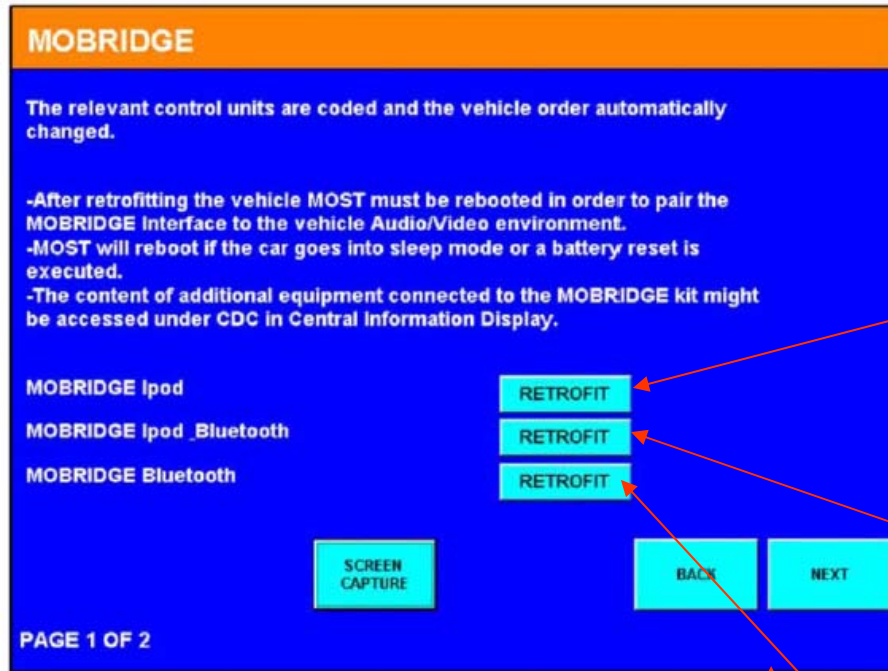 MOBRIDGE
The relevant control units are coded and the vehicle order automatically
changed.
-After retrofitting the vehicle MOST must be rebooted in order to pair the
MOBRIDGE Interface to the vehicle Audio/Video environment.
-MOST will reboot if the car goes into sleep mode or a battery reset is
executed.
-The content of additional equipment connected to the MOBRIDGE kit might
be accessed under CDC in Central Information Display.
MOBRIDGE Ipod RETROFIT
MOBRIDGE Ipod_Bluetooth RETROFIT
MOBRIDGE Bluetooth RETROFIT
SCREEN
CAPTURE
BACK NEXT
PAGE 1 OF 2